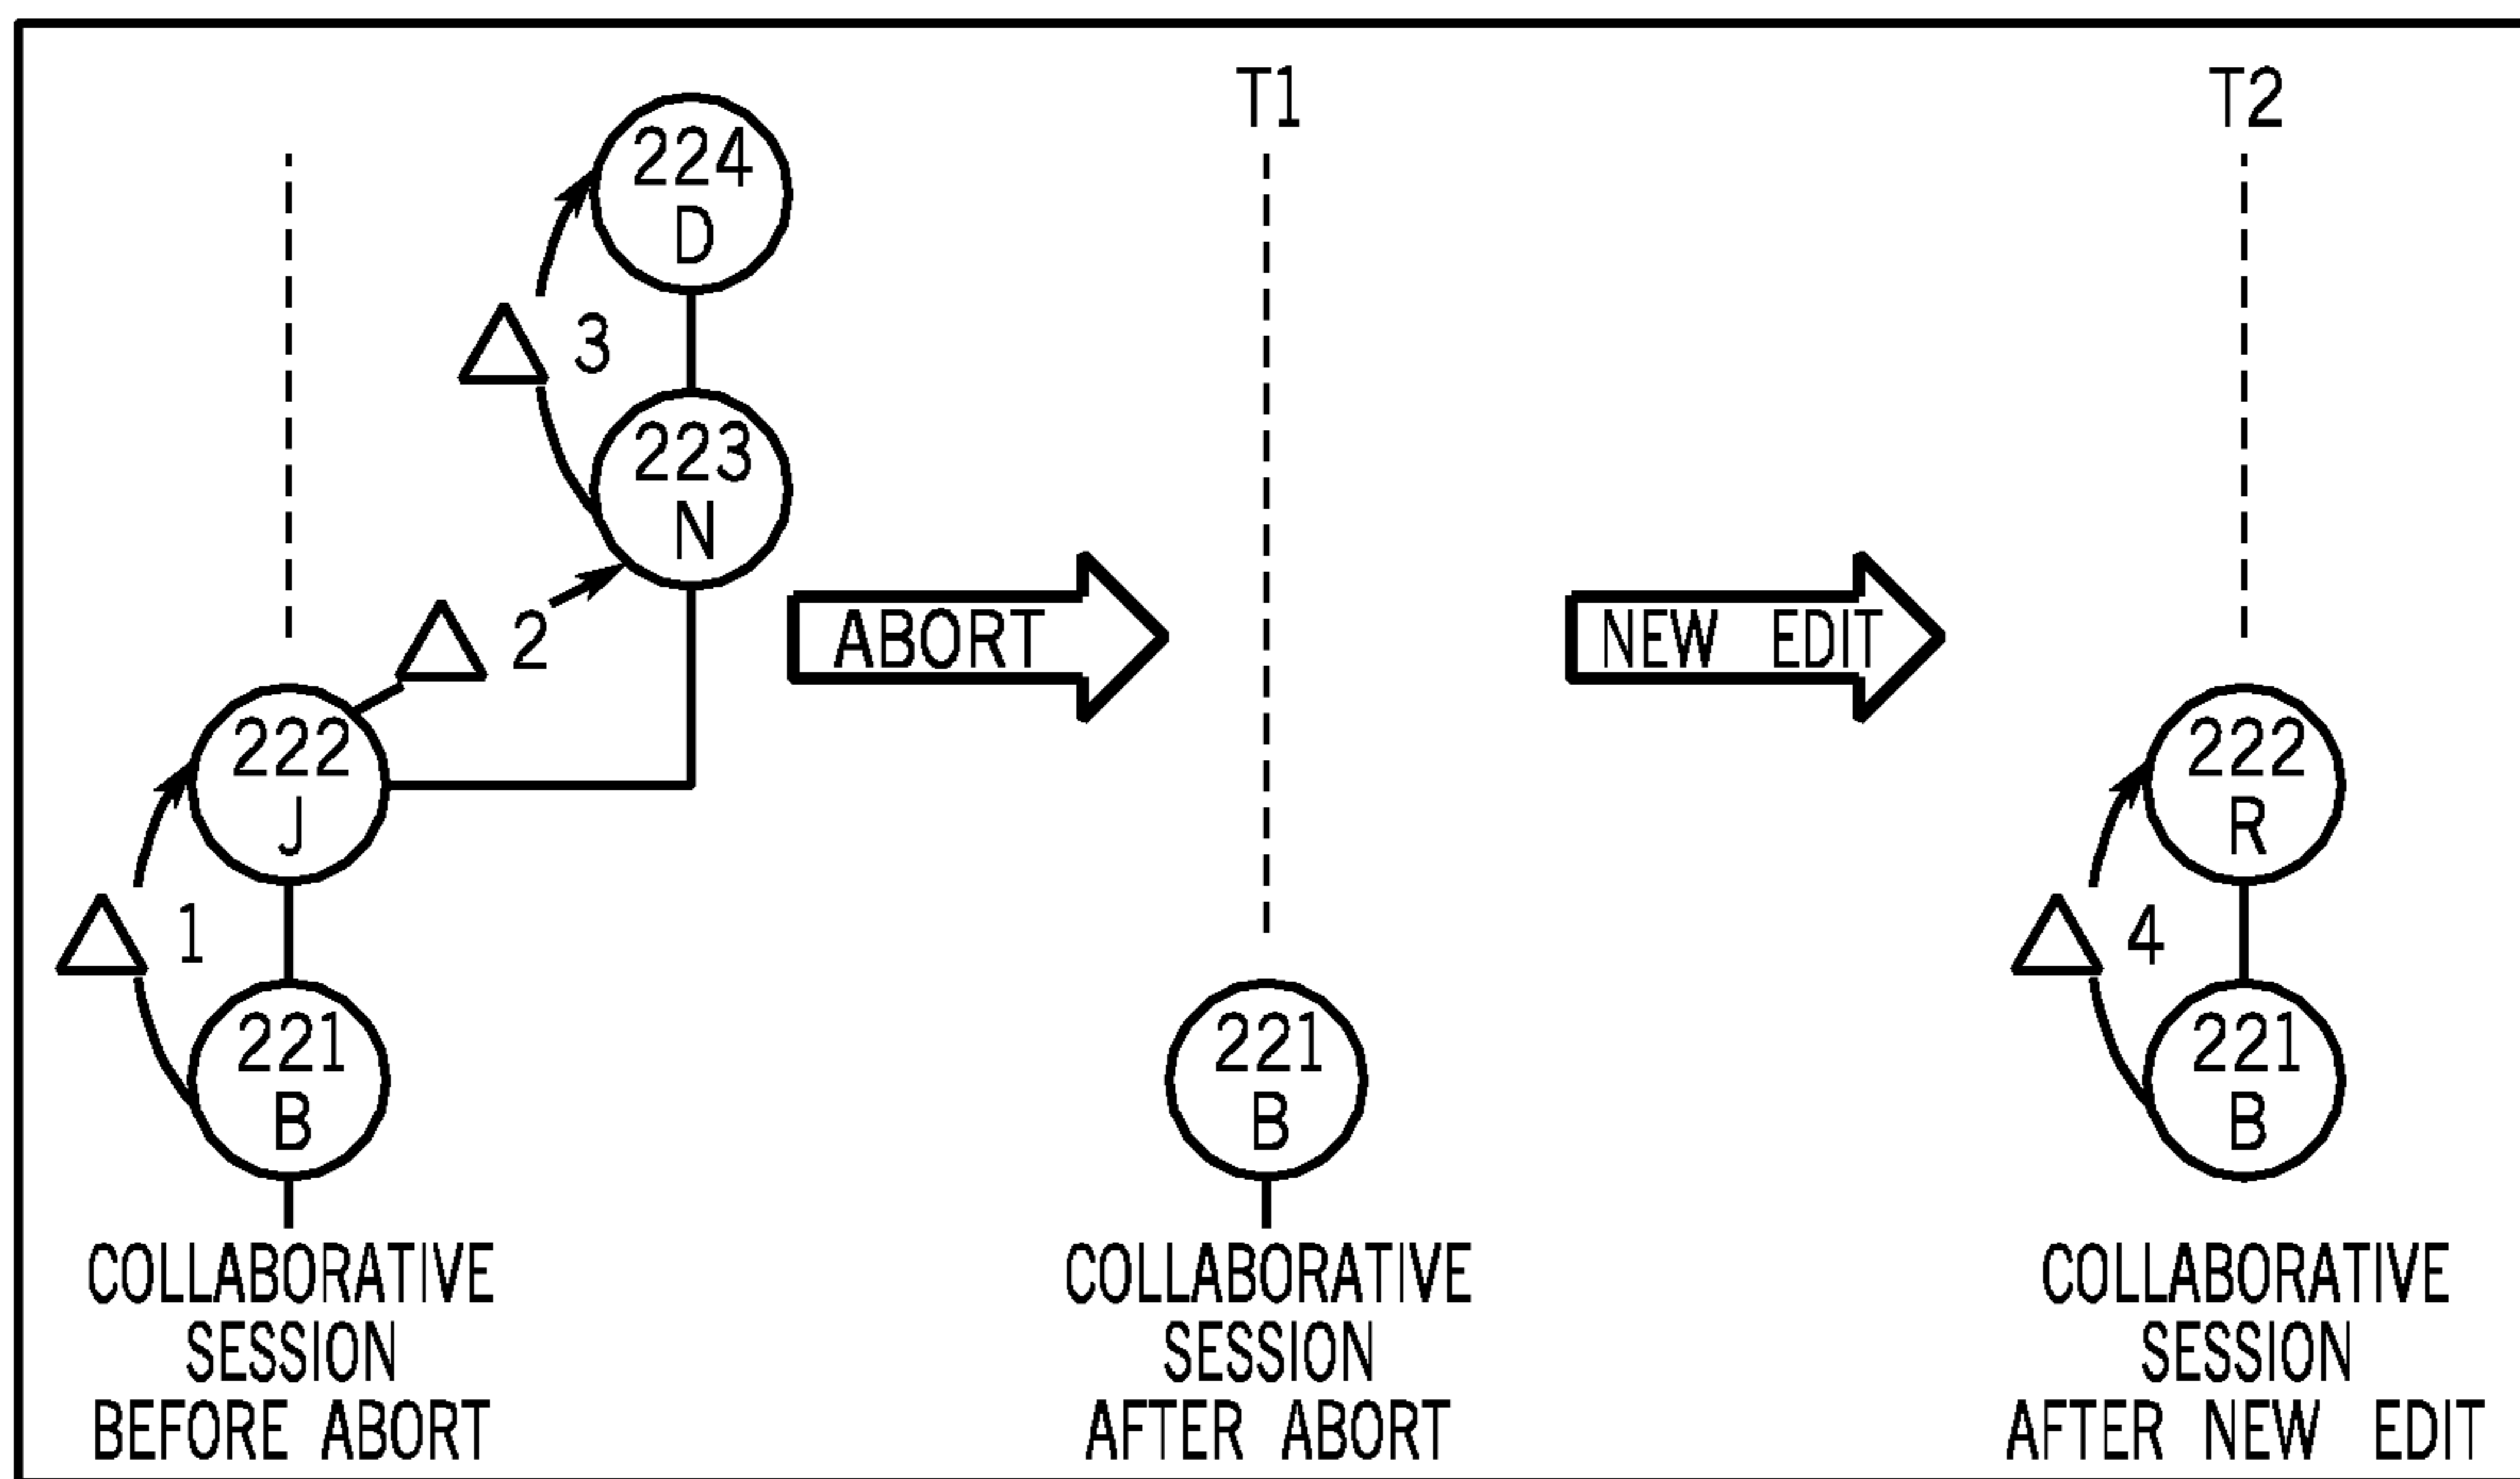 T1
T2
224
D
△ 3
223
N
△ 2
ABORT
NEW EDIT
222
J
222
R
△ 1
△ 4
221
B
221
B
221
B
COLLABORATIVE
SESSION
BEFORE ABORT
COLLABORATIVE
SESSION
AFTER ABORT
COLLABORATIVE
SESSION
AFTER NEW EDIT